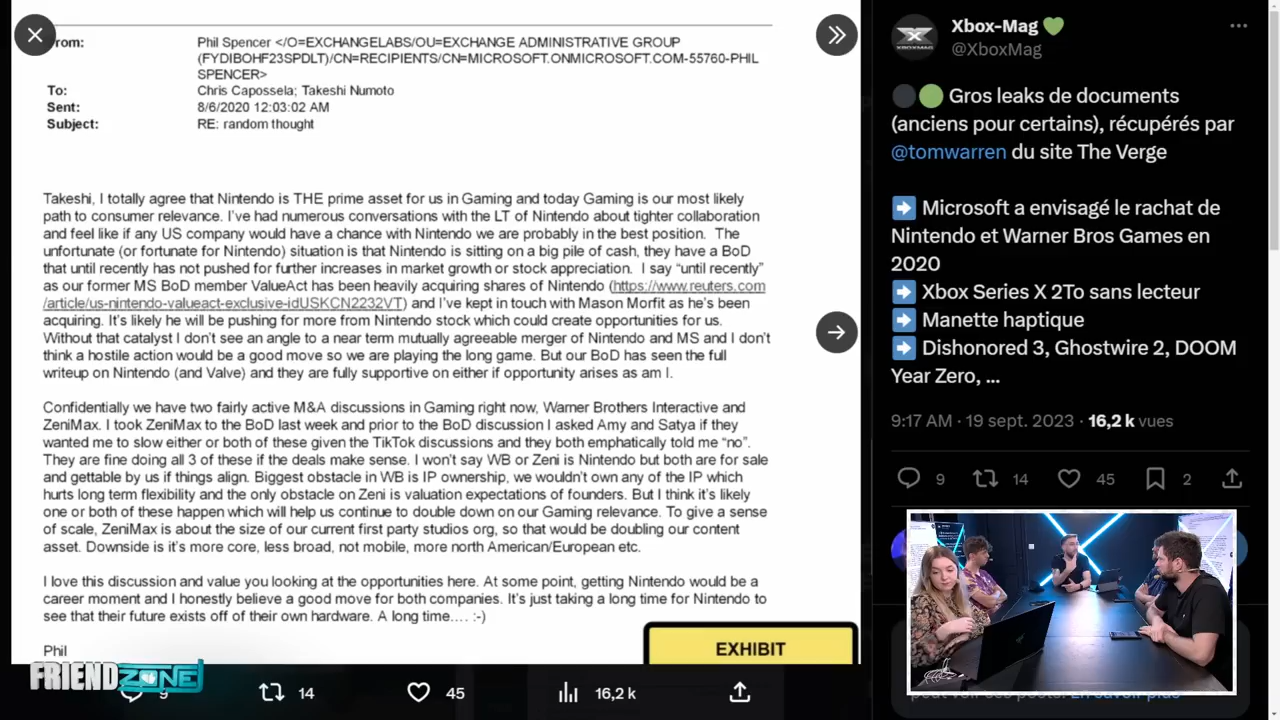 From:
Phil Spencer </O=EXCHANGELABS/OU=EXCHANGE ADMINISTRATIVE GROUP
(FYDIBOHF23SPDLT)/CN=RECIPIENTS/CN=MICROSOFT.ONMICROSOFT.COM-55760-PHIL
SPENCER>
To:
Chris Capossela; Takeshi Numoto
Sent:
8/6/2020 12:03:02 AM
Subject:
RE: random thought
Takeshi, I totally agree that Nintendo is THE prime asset for us in Gaming and today Gaming is our most likely
path to consumer relevance. I've had numerous conversations with the LT of Nintendo about tighter collaboration
and feel like if any US company would have a chance with Nintendo we are probably in the best position. The
unfortunate (or fortunate for Nintendo) situation is that Nintendo is sitting on a big pile of cash, they have a BoD
that until recently has not pushed for further increases in market growth or stock appreciation. I say "until recently"
as our former MS BoD member ValueAct has been heavily acquiring shares of Nintendo (https://www.reuters.com
/article/us-nintendo-valueact-exclusive-idUSKCN2232VT) and I've kept in touch with Mason Morfit as he's been
acquiring. It's likely he will be pushing for more from Nintendo stock which could create opportunities for us.
Without that catalyst I don't see an angle to a near term mutually agreeable merger of Nintendo and MS and I don't
think a hostile action would be a good move so we are playing the long game. But our BoD has seen the full
writeup on Nintendo (and Valve) and they are fully supportive on either if opportunity arises as am I.
Confidentially we have two fairly active M&A discussions in Gaming right now, Warner Brothers Interactive and
ZeniMax. I took ZeniMax to the BoD last week and prior to the BoD discussion I asked Amy and Satya if they
wanted me to slow either or both of these given the TikTok discussions and they both emphatically told me "no".
They are fine doing all 3 of these if the deals make sense. I won't say WB or Zeni is Nintendo but both are for sale
and gettable by us if things align. Biggest obstacle in WB is IP ownership, we wouldn't own any of the IP which
hurts long term flexibility and the only obstacle on Zeni is valuation expectations of founders. But I think it's likely
one or both of these happen which will help us continue to double down on our Gaming relevance. To give a sense
of scale, ZeniMax is about the size of our current first party studios org, so that would be doubling our content
asset. Downside is it's more core, less broad, not mobile, more north American/European etc.
I love this discussion and value you looking at the opportunities here. At some point, getting Nintendo would be a
career moment and I honestly believe a good move for both companies. It's just taking a long time for Nintendo to
see that their future exists off of their own hardware. A long time…. :-)
Phil
EXHIBIT
FRIENDZONE
9
14
45
16,2 k
Xbox-Mag
@XboxMag
Gros leaks de documents
(anciens pour certains), récupérés par
@tomwarren du site The Verge
Microsoft a envisagé le rachat de
Nintendo et Warner Bros Games en
2020
Xbox Series X 2To sans lecteur
Manette haptique
Dishonored 3, Ghostwire 2, DOOM
Year Zero, ...
9:17 AM · 19 sept. 2023 · 16,2 k vues
9
14
45
2